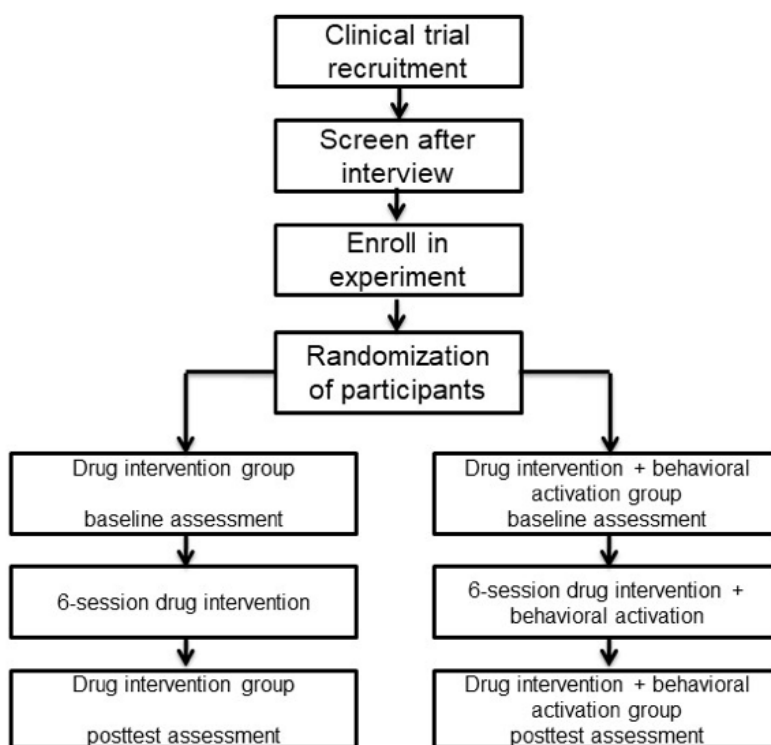 Clinical trial
recruitment
Screen after
interview
Enroll in
experiment
Randomization
of participants
Drug intervention group
baseline assessment
Drug intervention + behavioral
activation group
baseline assessment
6-session drug intervention
6-session drug intervention +
behavioral activation
Drug intervention group
posttest assessment
Drug intervention + behavioral
activation group
posttest assessment